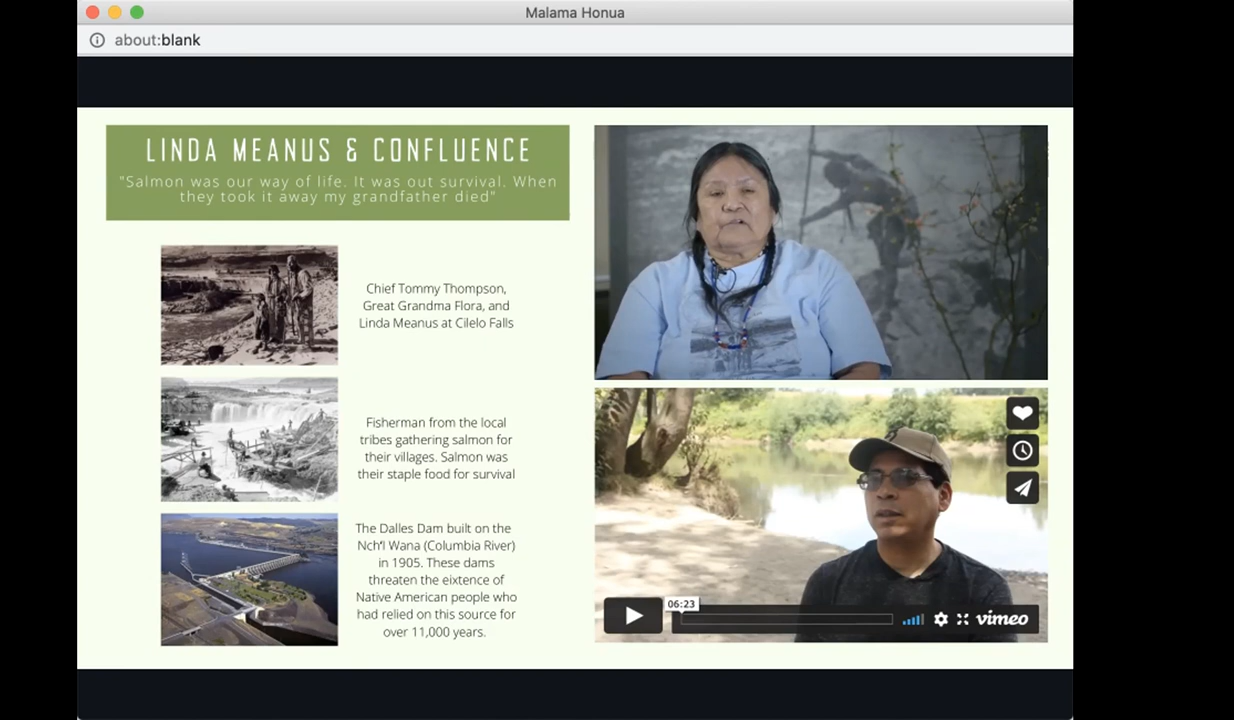 Malama Honua
about:blank
LINDA MEANUS & CONFLUENCE
"Salmon was our way of life. It was out survival. When
they took it away my grandfather died"
Chief Tommy Thompson,
Great Grandma Flora, and
Linda Meanus at Cilelo Falls
Fisherman from the local
tribes gathering salmon for
their villages. Salmon was
their staple food for survival
The Dalles Dam built on the
Nch'I Wana (Columbia River)
in 1905. These dams
threaten the eixtence of
Native American people who
had relied on this source for
over 11,000 years.
06:23
vimeo